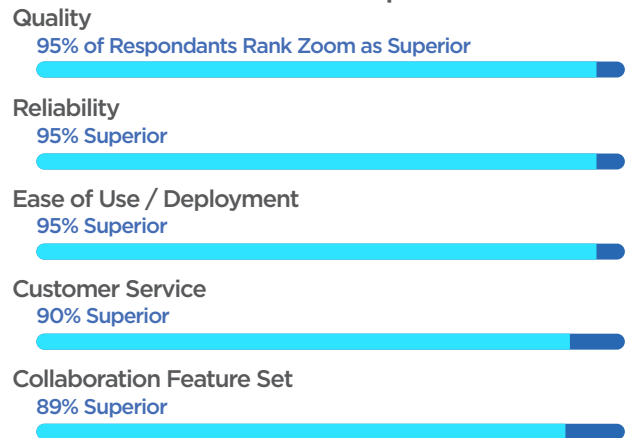 Quality
95% of Respondants Rank Zoom as Superior
Reliability
95% Superior
Ease of Use / Deployment
95% Superior
Customer Service
90% Superior
Collaboration Feature Set
89% Superior